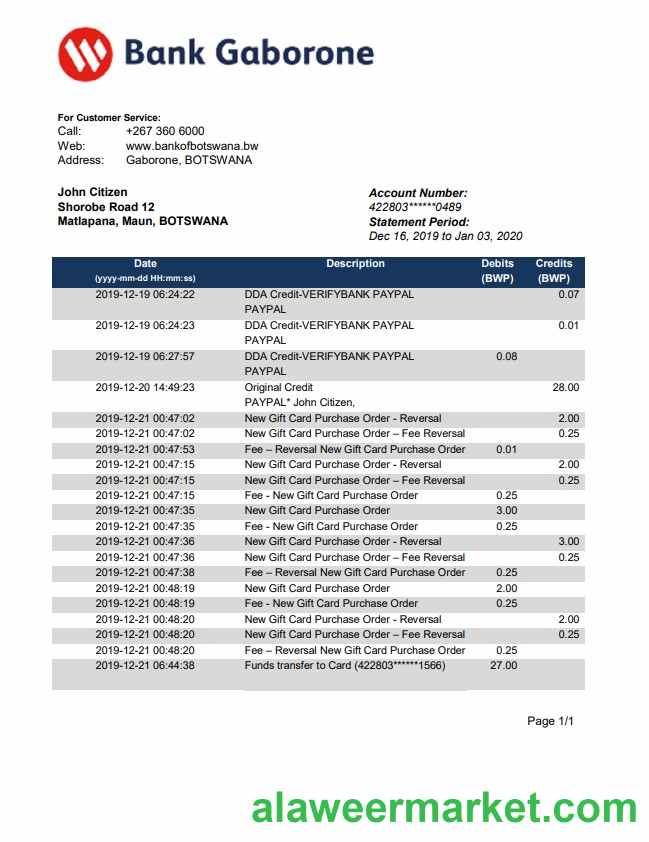 Bank Gaborone
For Customer Service:
Call: +267 360 6000
Web: www.bankofbotswana.bw
Address: Gaborone, BOTSWANA
John Citizen
Shorobe Road 12
Matlapana, Maun, BOTSWANA
Account Number:
422803******0489
Statement Period:
Dec 16, 2019 to Jan 03, 2020
Date Description Debits Credits
(yyyy-mm-dd HH:mm:ss) (BWP) (BWP)
2019-12-19 06:24:22 DDA Credit-VERIFYBANK PAYPAL 0.07
PAYPAL
2019-12-19 06:24:23 DDA Credit-VERIFYBANK PAYPAL 0.01
PAYPAL
2019-12-19 06:27:57 DDA Credit-VERIFYBANK PAYPAL 0.08
PAYPAL
2019-12-20 14:49:23 Original Credit 28.00
PAYPAL* John Citizen,
2019-12-21 00:47:02 New Gift Card Purchase Order - Reversal 2.00
2019-12-21 00:47:02 New Gift Card Purchase Order – Fee Reversal 0.25
2019-12-21 00:47:53 Fee – Reversal New Gift Card Purchase Order 0.01
2019-12-21 00:47:15 New Gift Card Purchase Order - Reversal 2.00
2019-12-21 00:47:15 New Gift Card Purchase Order – Fee Reversal 0.25
2019-12-21 00:47:15 Fee - New Gift Card Purchase Order 0.25
2019-12-21 00:47:35 New Gift Card Purchase Order 3.00
2019-12-21 00:47:35 Fee - New Gift Card Purchase Order 0.25
2019-12-21 00:47:36 New Gift Card Purchase Order - Reversal 3.00
2019-12-21 00:47:36 New Gift Card Purchase Order – Fee Reversal 0.25
2019-12-21 00:47:38 Fee – Reversal New Gift Card Purchase Order 0.25
2019-12-21 00:48:19 New Gift Card Purchase Order 2.00
2019-12-21 00:48:19 Fee - New Gift Card Purchase Order 0.25
2019-12-21 00:48:20 New Gift Card Purchase Order - Reversal 2.00
2019-12-21 00:48:20 New Gift Card Purchase Order – Fee Reversal 0.25
2019-12-21 00:48:20 Fee – Reversal New Gift Card Purchase Order 0.25
2019-12-21 06:44:38 Funds transfer to Card (422803******1566) 27.00
Page 1/1
alaweermarket.com